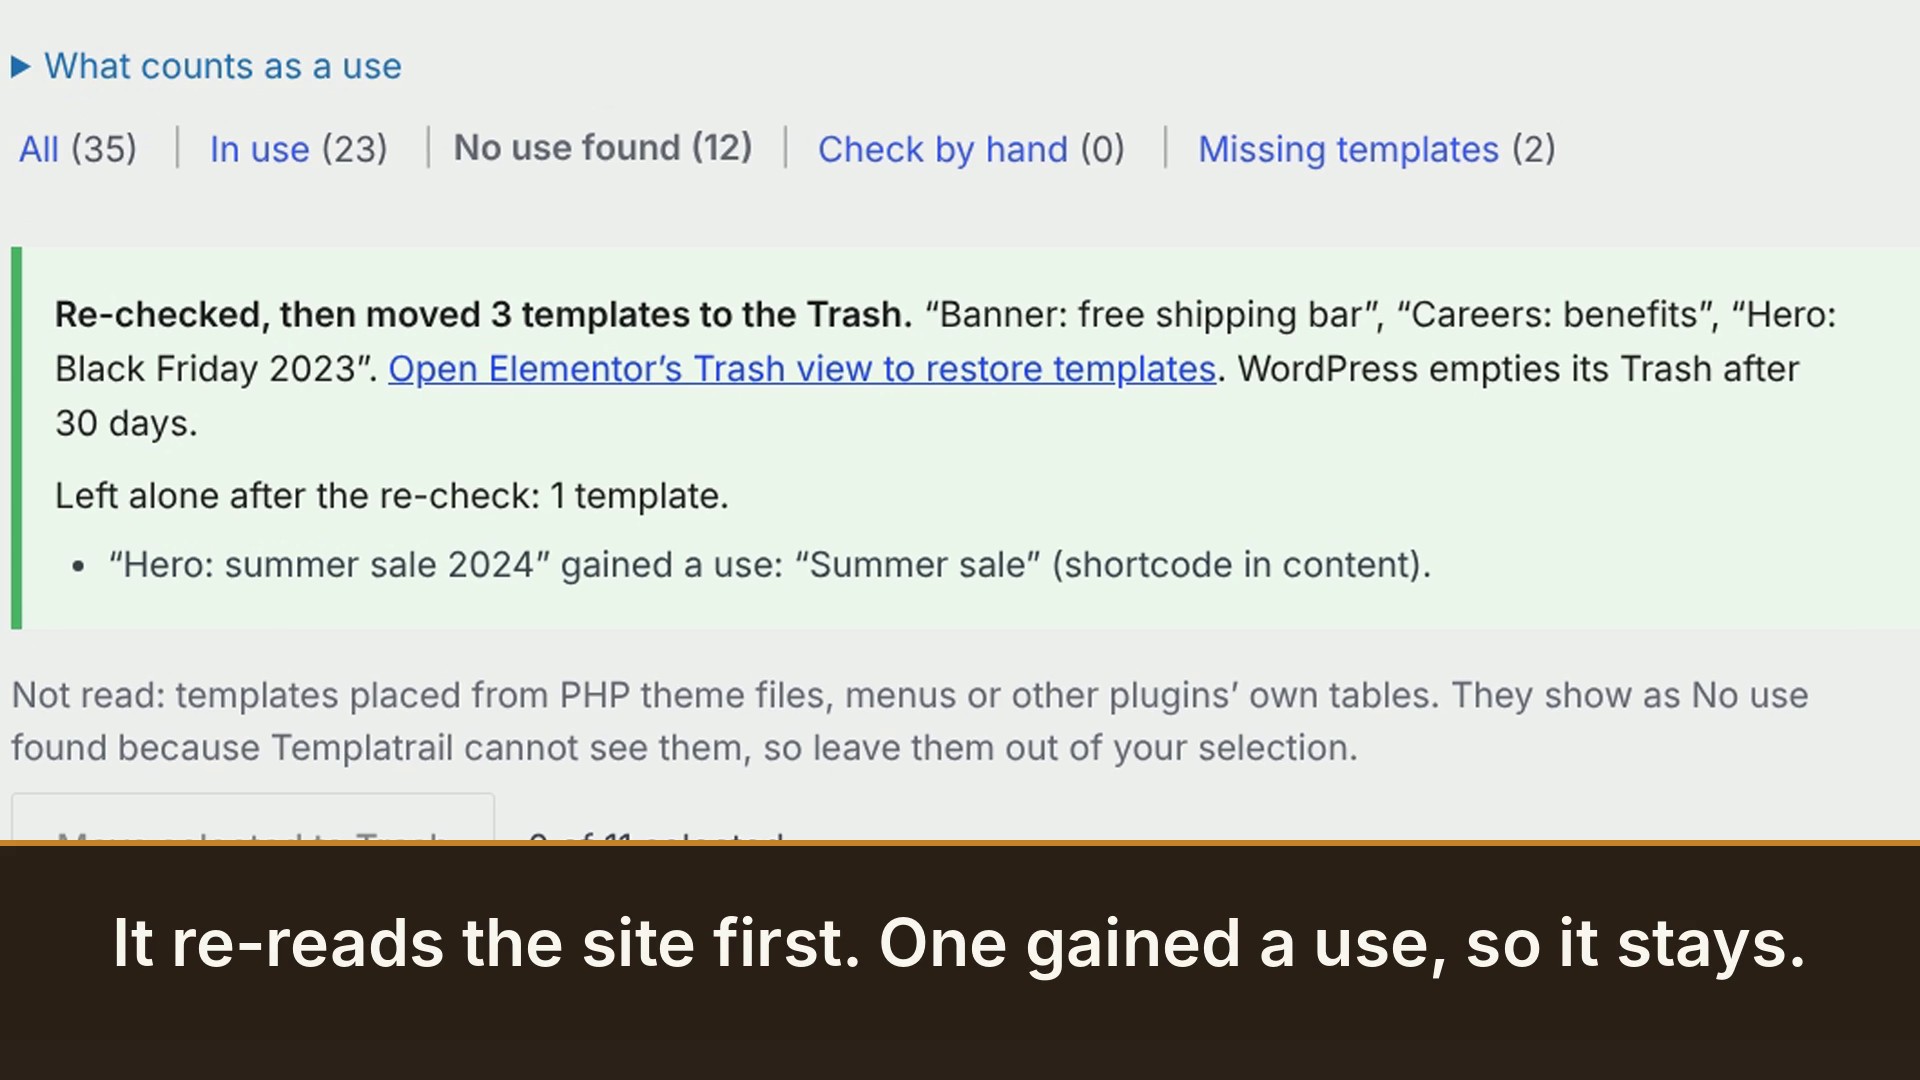 What counts as a use
All (35) | In use (23) | No use found (12) | Check by hand (0) | Missing templates (2)
Re-checked, then moved 3 templates to the Trash. “Banner: free shipping bar”, “Careers: benefits”, “Hero:
Black Friday 2023”. Open Elementor’s Trash view to restore templates. WordPress empties its Trash after
30 days.
Left alone after the re-check: 1 template.
• “Hero: summer sale 2024” gained a use: “Summer sale” (shortcode in content).
Not read: templates placed from PHP theme files, menus or other plugins’ own tables. They show as No use
found because Templatrail cannot see them, so leave them out of your selection.
It re-reads the site first. One gained a use, so it stays.